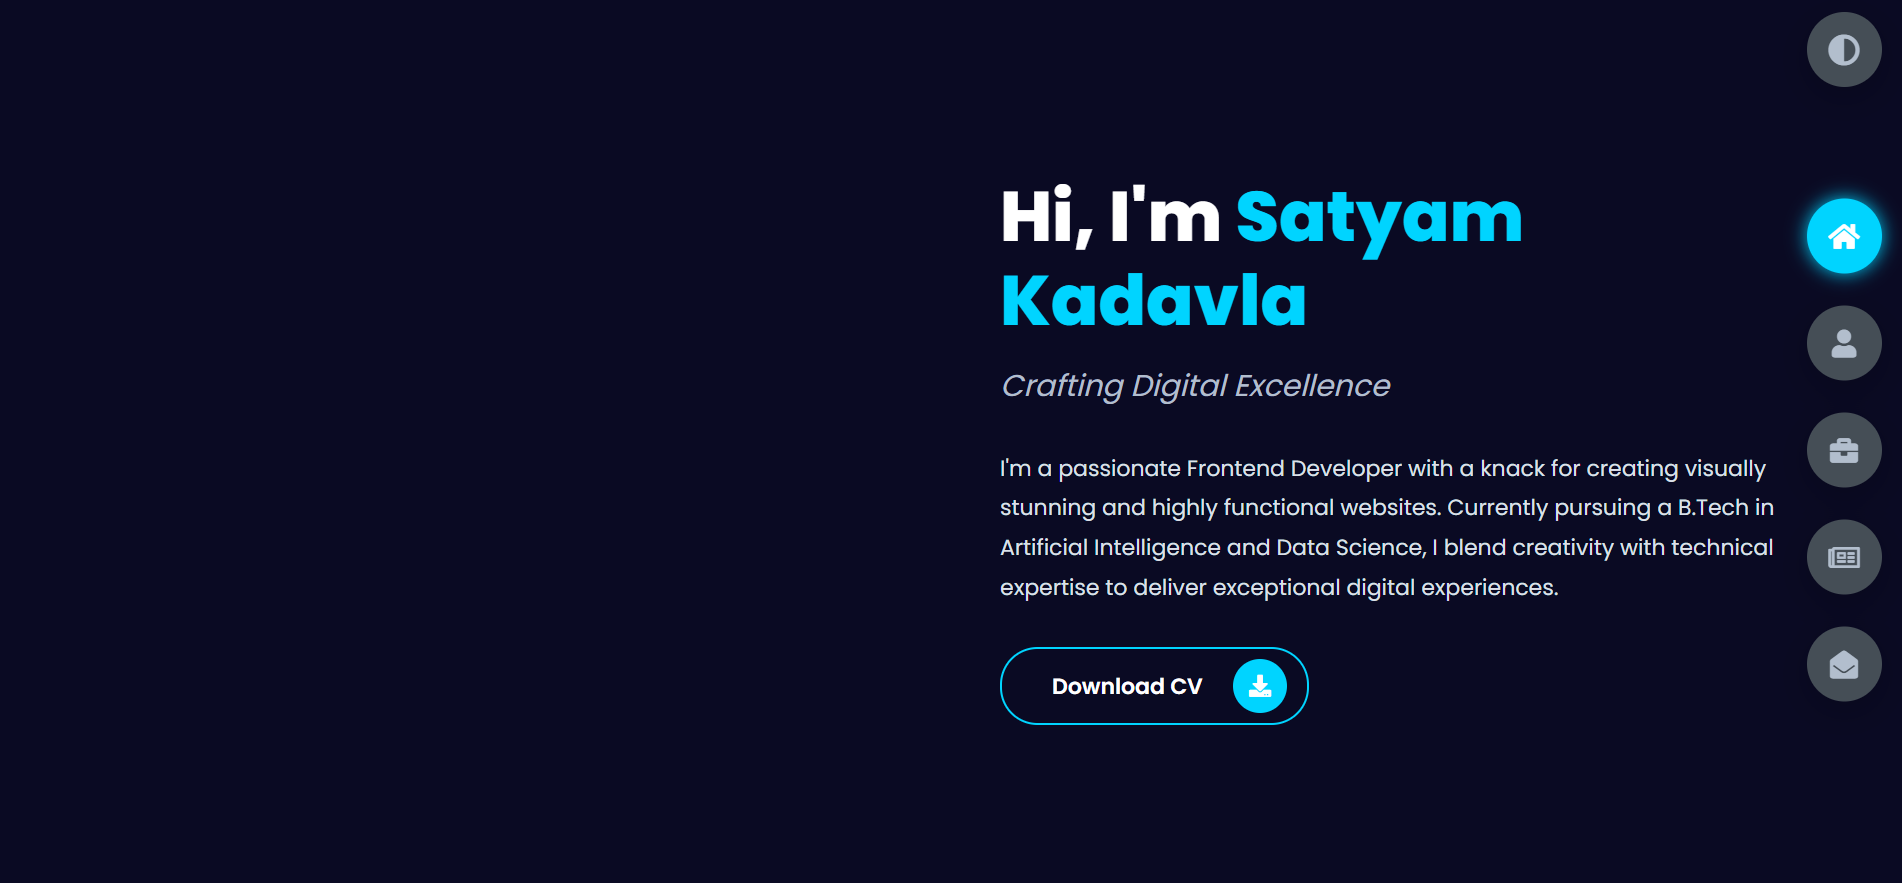 Hi, I'm Satyam
Kadavla
Crafting Digital Excellence
I'm a passionate Frontend Developer with a knack for creating visually
stunning and highly functional websites. Currently pursuing a B.Tech in
Artificial Intelligence and Data Science, I blend creativity with technical
expertise to deliver exceptional digital experiences.
Download CV